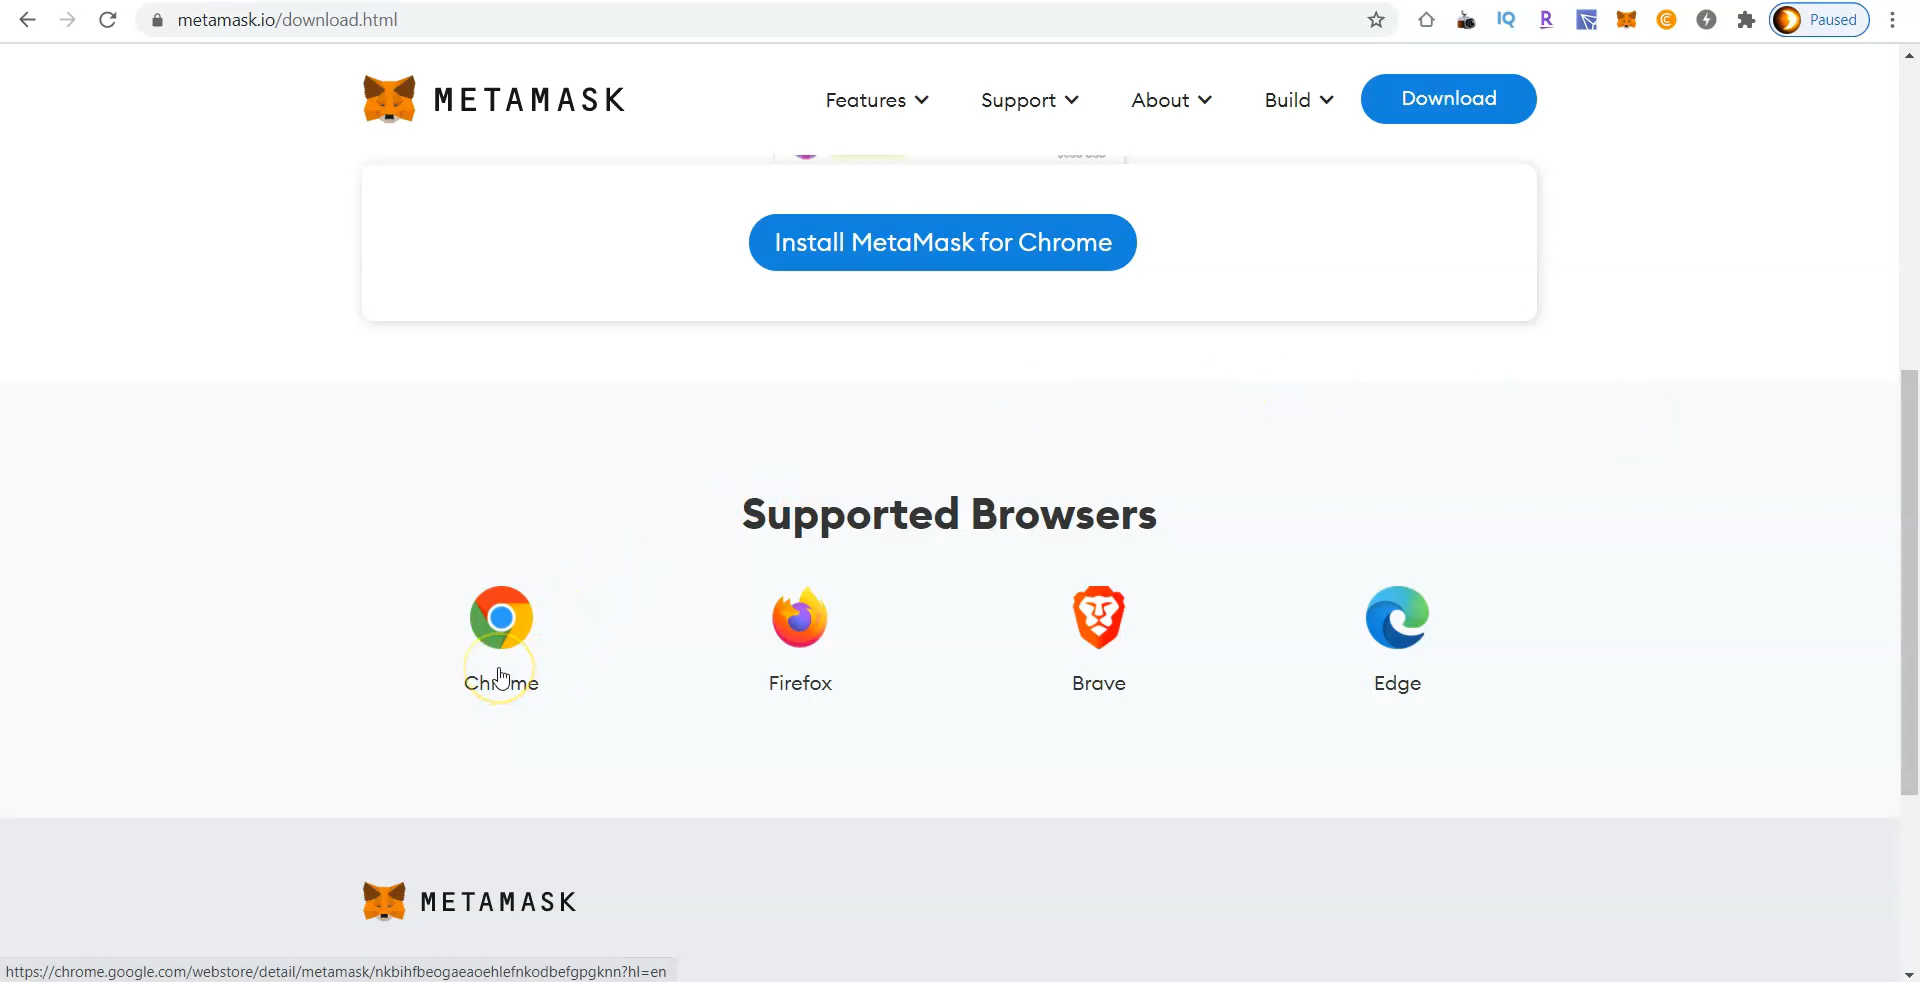 metamask.io/download.html
IQ
R
Paused
METAMASK
Features
Support
About
Build
Download
Install MetaMask for Chrome
Supported Browsers
Chrome
Firefox
Brave
Edge
METAMASK
https://chrome.google.com/webstore/detail/metamask/nkbihfbeogaeaoehlefnkodbefgpgknn?hl=en